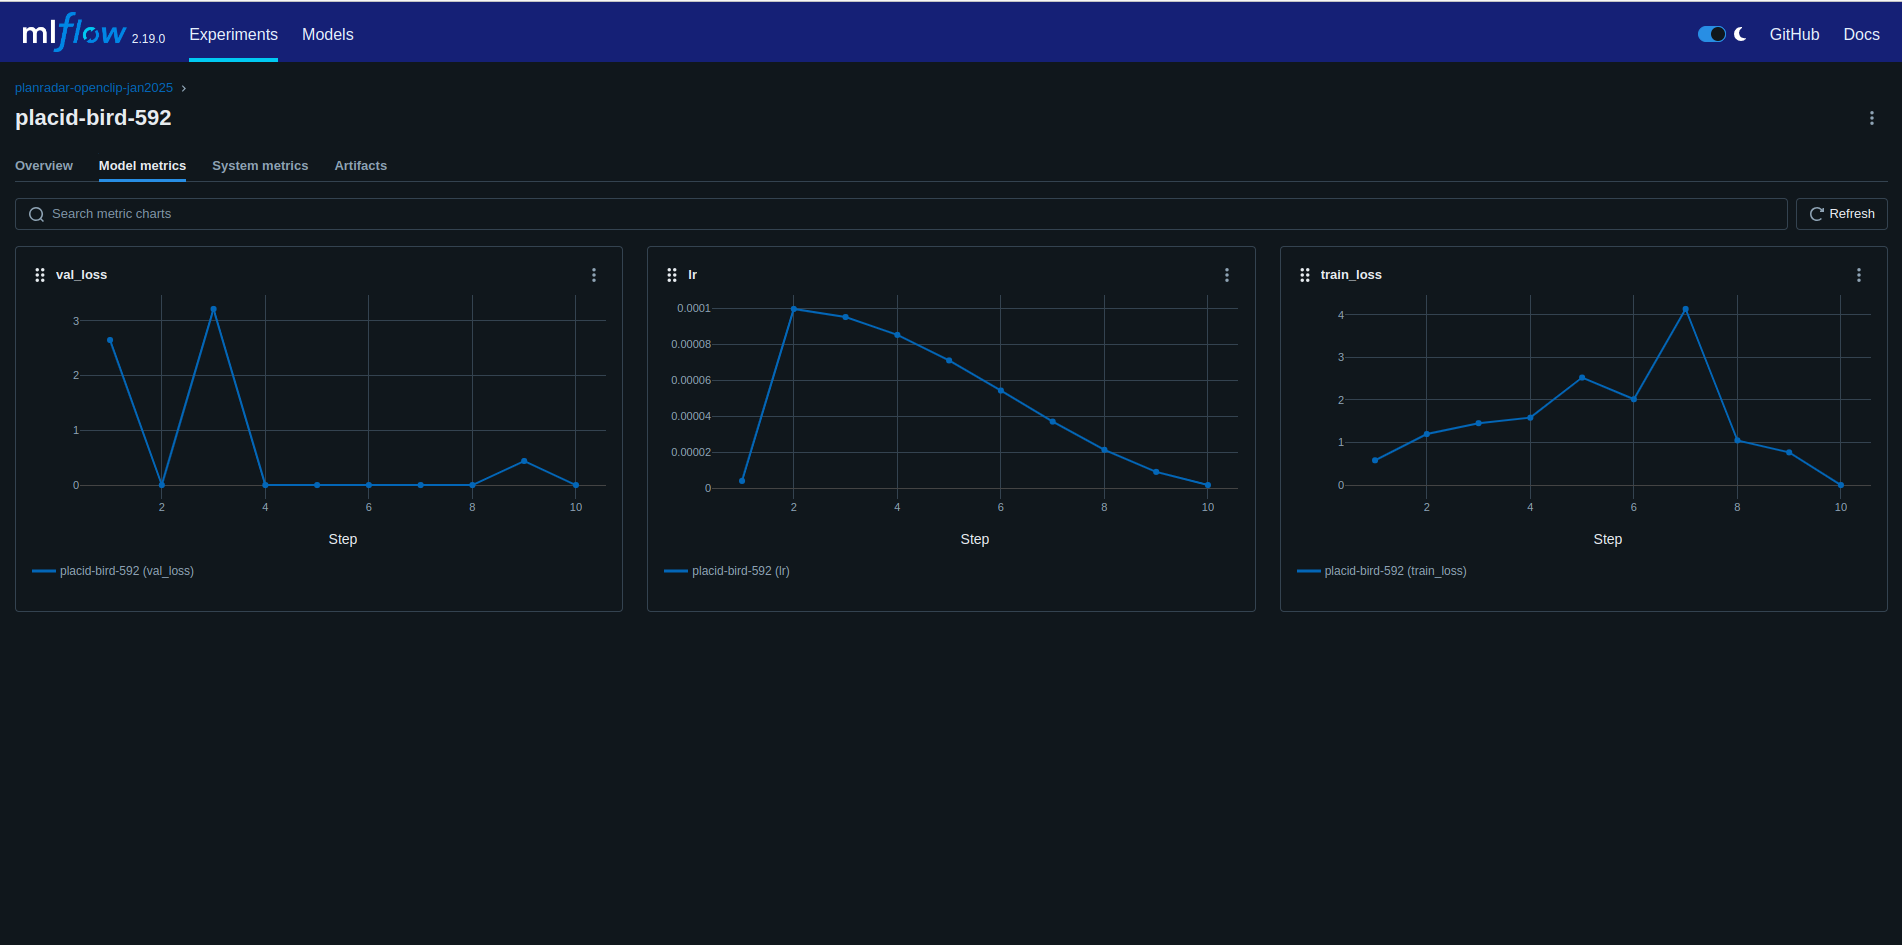 mlflow 2.19.0 Experiments Models GitHub Docs
planradar-openclip-jan2025 ›
placid-bird-592
Overview Model metrics System metrics Artifacts
Search metric charts Refresh
val_loss
3
2
1
0
2 4 6 8 10
Step
placid-bird-592 (val_loss)
lr
0.0001
0.00008
0.00006
0.00004
0.00002
0
2 4 6 8 10
Step
placid-bird-592 (lr)
train_loss
4
3
2
1
0
2 4 6 8 10
Step
placid-bird-592 (train_loss)